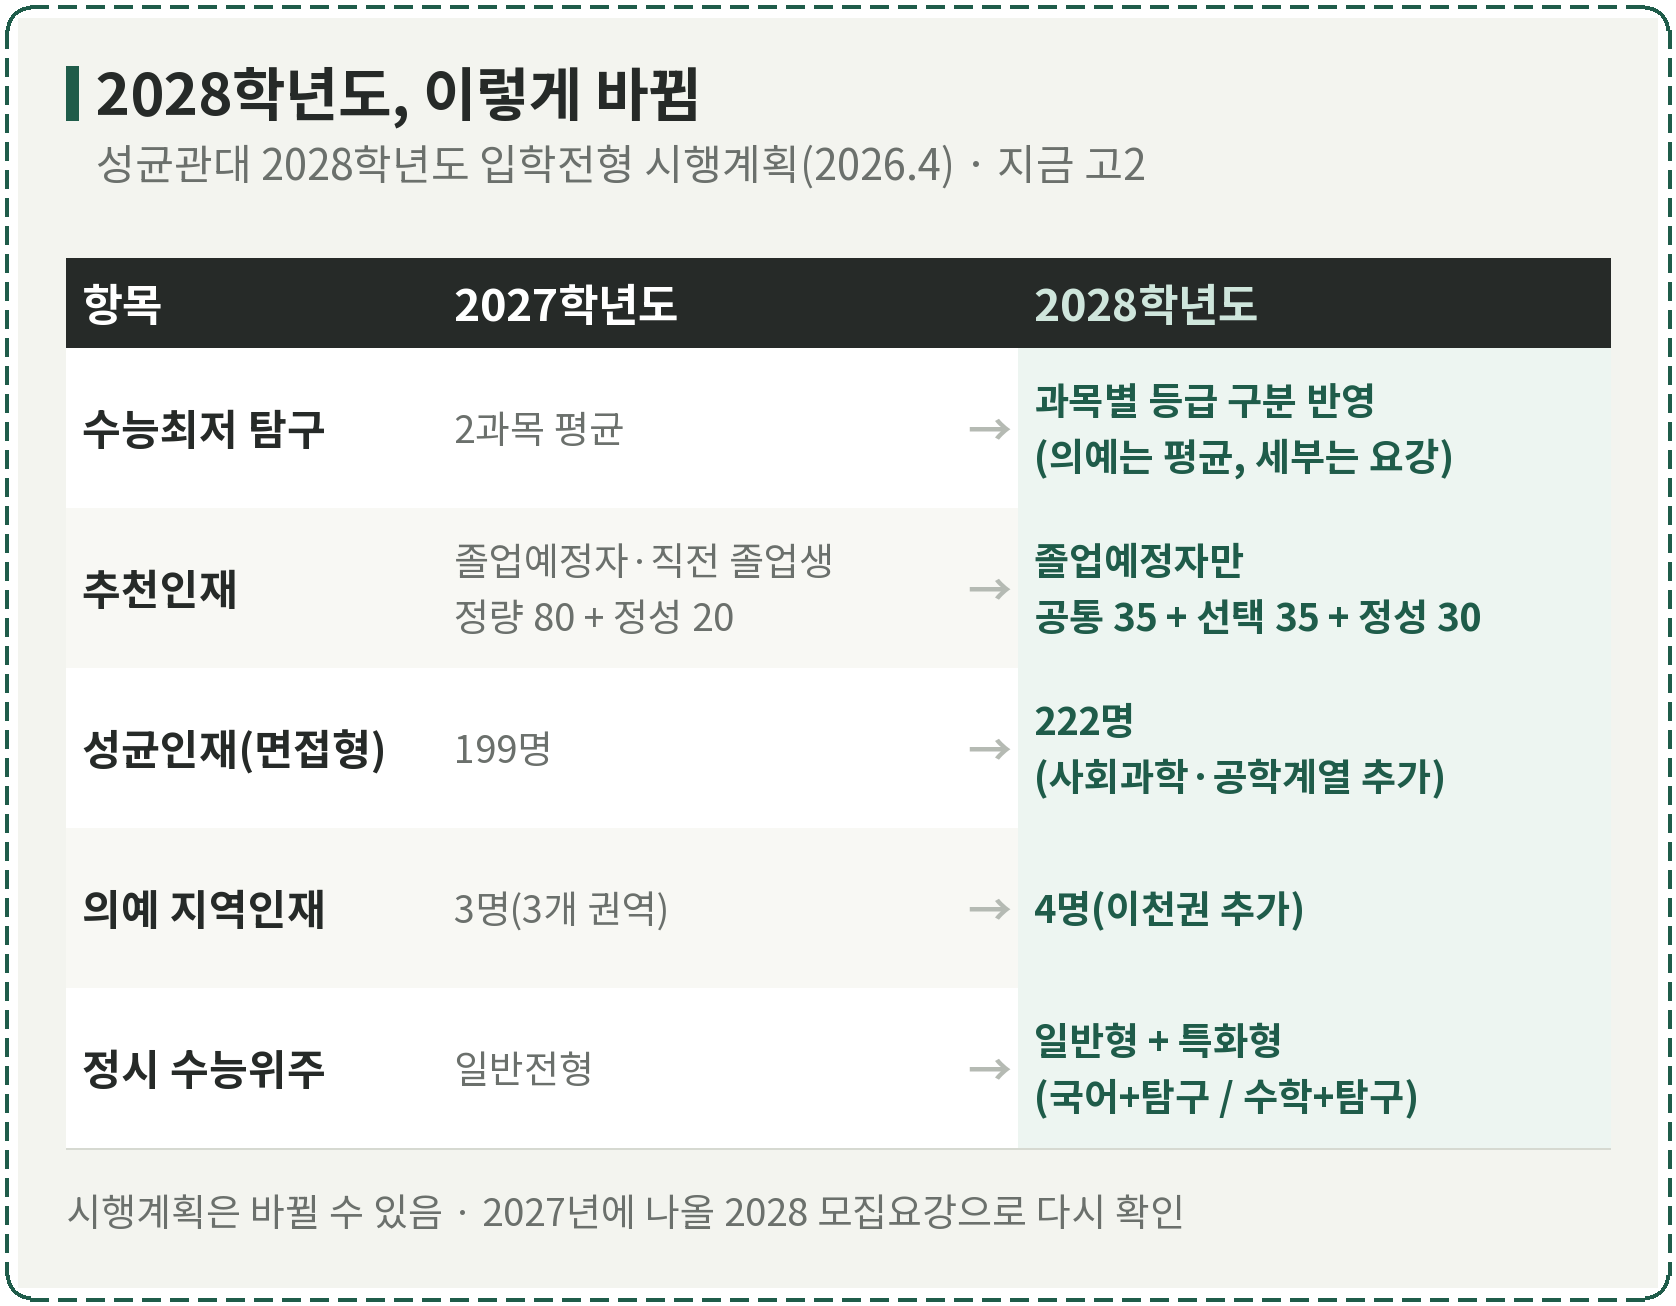 2028학년도, 이렇게 바뀜
성균관대 2028학년도 입학전형 시행계획(2026.4) · 지금 고2
항목 2027학년도 2028학년도
수능최저 탐구 2과목 평균 → 과목별 등급 구분 반영
(의예는 평균, 세부는 요강)
추천인재 졸업예정자·직전 졸업생 → 졸업예정자만
정량 80 + 정성 20 공통 35 + 선택 35 + 정성 30
성균인재(면접형) 199명 → 222명
(사회과학·공학계열 추가)
의예 지역인재 3명(3개 권역) → 4명(이천권 추가)
정시 수능위주 일반전형 → 일반형 + 특화형
(국어+탐구 / 수학+탐구)
시행계획은 바뀔 수 있음 · 2027년에 나올 2028 모집요강으로 다시 확인